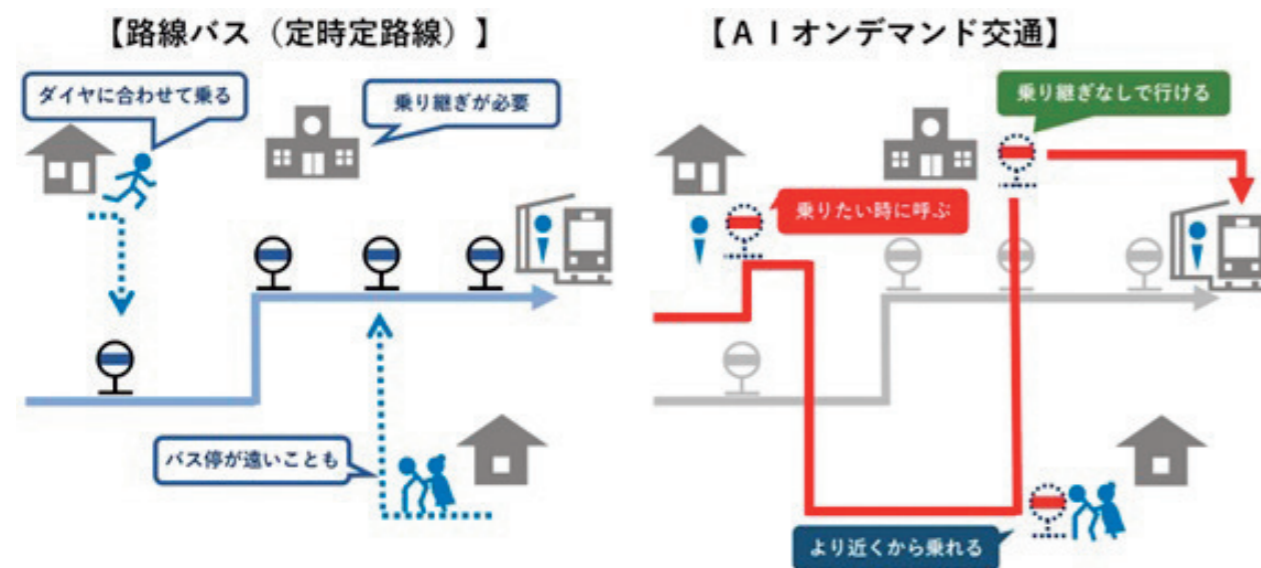 【路線バス（定時定路線）】
ダイヤに合わせて乗る
乗り継ぎが必要
バス停が遠いことも
【ＡＩオンデマンド交通】
乗り継ぎなしで行ける
乗りたい時に呼ぶ
より近くから乗れる